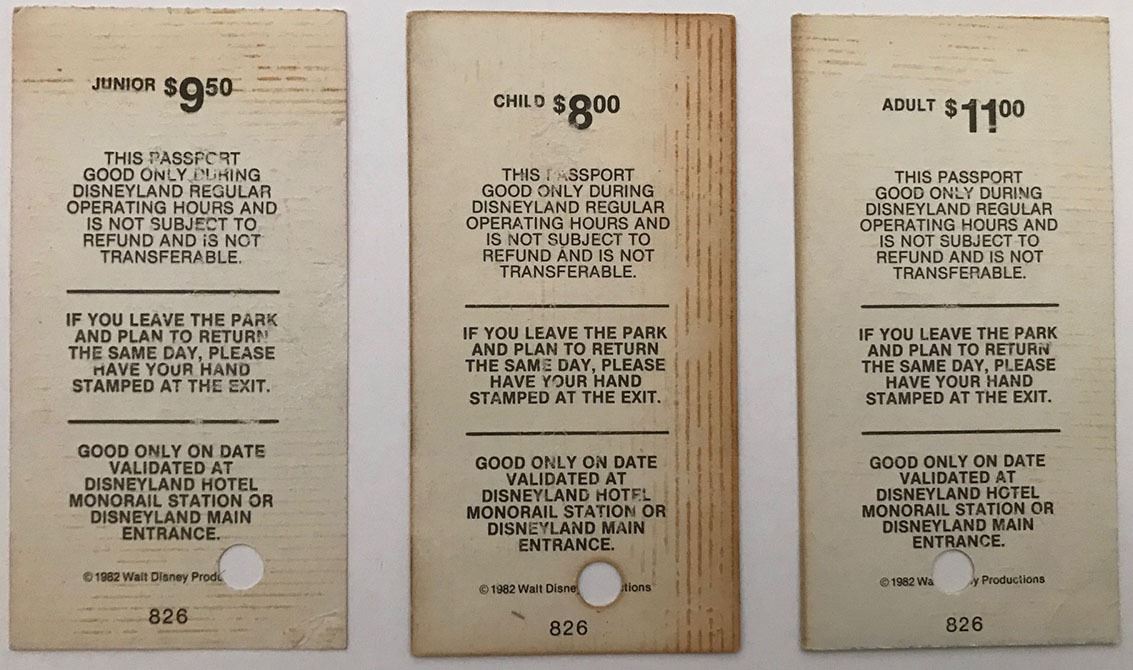 JUNIOR $9.50
THIS PASSPORT
GOOD ONLY DURING
DISNEYLAND REGULAR
OPERATING HOURS AND
IS NOT SUBJECT TO
REFUND AND IS NOT
TRANSFERABLE.
IF YOU LEAVE THE PARK
AND PLAN TO RETURN
THE SAME DAY, PLEASE
HAVE YOUR HAND
STAMPED AT THE EXIT.
GOOD ONLY ON DATE
VALIDATED AT
DISNEYLAND HOTEL
MONORAIL STATION OR
DISNEYLAND MAIN
ENTRANCE.
© 1982 Walt Disney Produ
826
CHILD $8.00
THIS PASSPORT
GOOD ONLY DURING
DISNEYLAND REGULAR
OPERATING HOURS AND
IS NOT SUBJECT TO
REFUND AND IS NOT
TRANSFERABLE.
IF YOU LEAVE THE PARK
AND PLAN TO RETURN
THE SAME DAY, PLEASE
HAVE YOUR HAND
STAMPED AT THE EXIT.
GOOD ONLY ON DATE
VALIDATED AT
DISNEYLAND HOTEL
MONORAIL STATION OR
DISNEYLAND MAIN
ENTRANCE.
© 1982 Walt Disney tions
826
ADULT $11.00
THIS PASSPORT
GOOD ONLY DURING
DISNEYLAND REGULAR
OPERATING HOURS AND
IS NOT SUBJECT TO
REFUND AND IS NOT
TRANSFERABLE.
IF YOU LEAVE THE PARK
AND PLAN TO RETURN
THE SAME DAY, PLEASE
HAVE YOUR HAND
STAMPED AT THE EXIT.
GOOD ONLY ON DATE
VALIDATED AT
DISNEYLAND HOTEL
MONORAIL STATION OR
DISNEYLAND MAIN
ENTRANCE.
© 1982 Wa y Productions
826